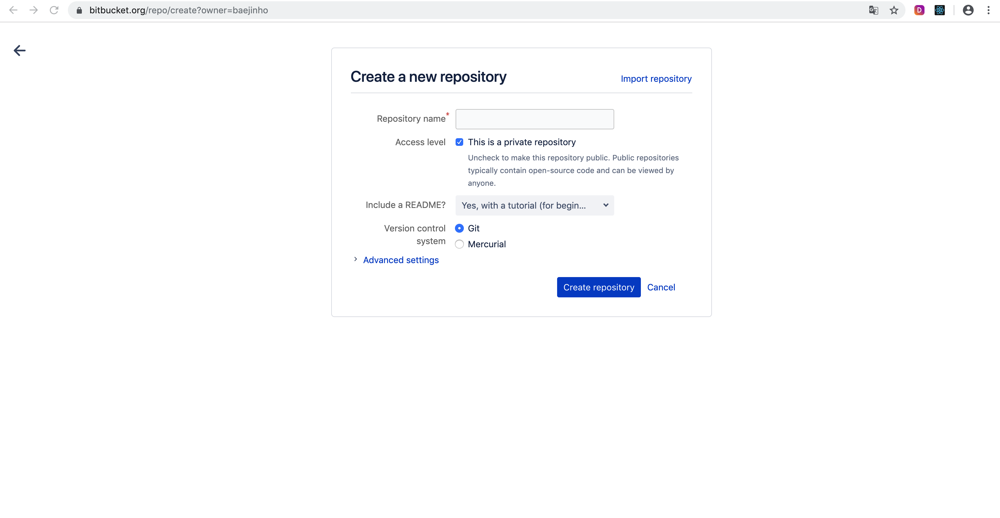 bitbucket.org/repo/create?owner=baejinho
D
Create a new repository
Import repository
Repository name*
Access level
This is a private repository
Uncheck to make this repository public. Public repositories
typically contain open-source code and can be viewed by
anyone.
Include a README?
Yes, with a tutorial (for begin...
Version control
system
Git
Mercurial
Advanced settings
Create repository
Cancel